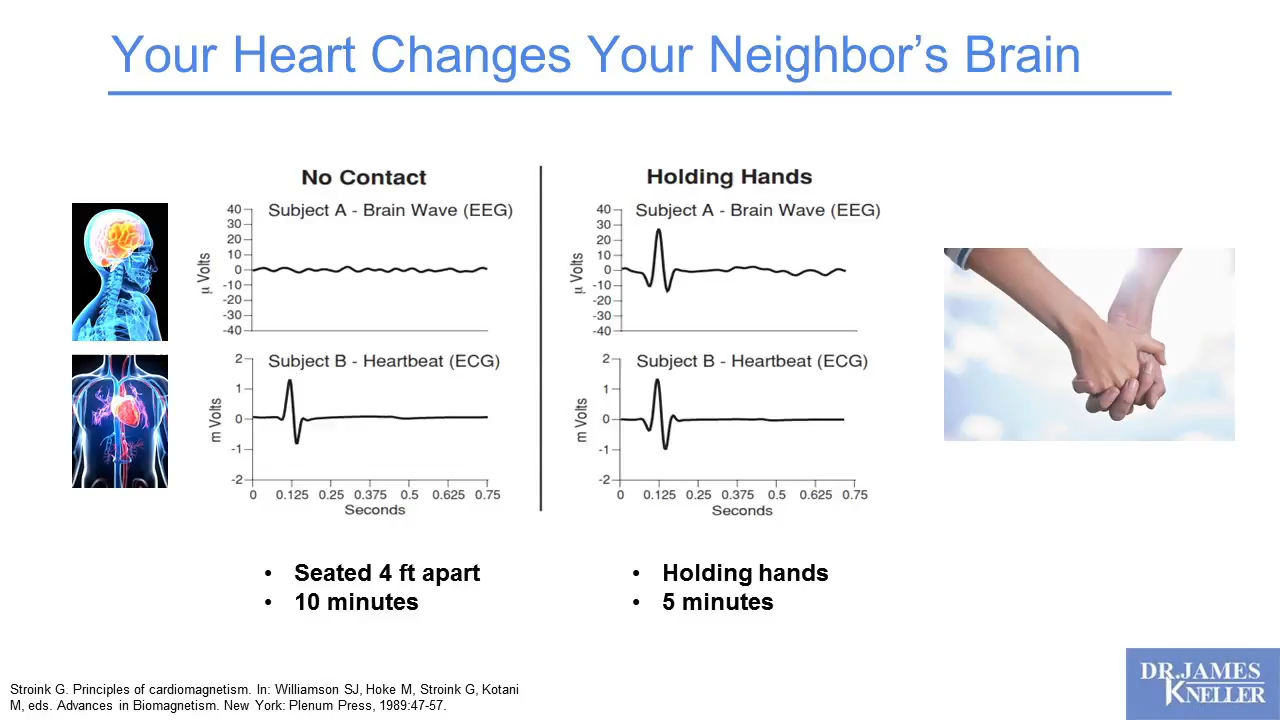 Your Heart Changes Your Neighbor's Brain
No Contact
40
30
20
10
0
-10
-20
-30
-40
μ Volts
Subject A - Brain Wave (EEG)
2
1
0
-1
-2
m Volts
Subject B - Heartbeat (ECG)
0 0.125 0.25 0.375 0.5 0.625 0.75
Seconds
• Seated 4 ft apart
• 10 minutes
Holding Hands
40
30
20
10
0
-10
-20
-30
-40
μ Volts
Subject A - Brain Wave (EEG)
2
1
0
-1
-2
m Volts
Subject B - Heartbeat (ECG)
0 0.125 0.25 0.375 0.5 0.625 0.75
Seconds
• Holding hands
• 5 minutes
Stroink G. Principles of cardiomagnetism. In: Williamson SJ, Hoke M, Stroink G, Kotani
M, eds. Advances in Biomagnetism. New York: Plenum Press, 1989:47-57.
DR.JAMES
KNELLER